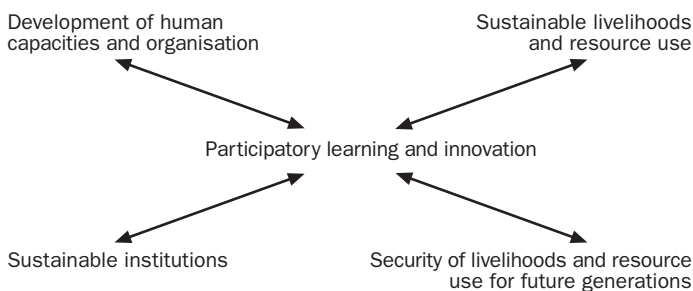 Development of human
capacities and organisation
Sustainable livelihoods
and resource use
Participatory learning and innovation
Sustainable institutions
Security of livelihoods and resource
use for future generations